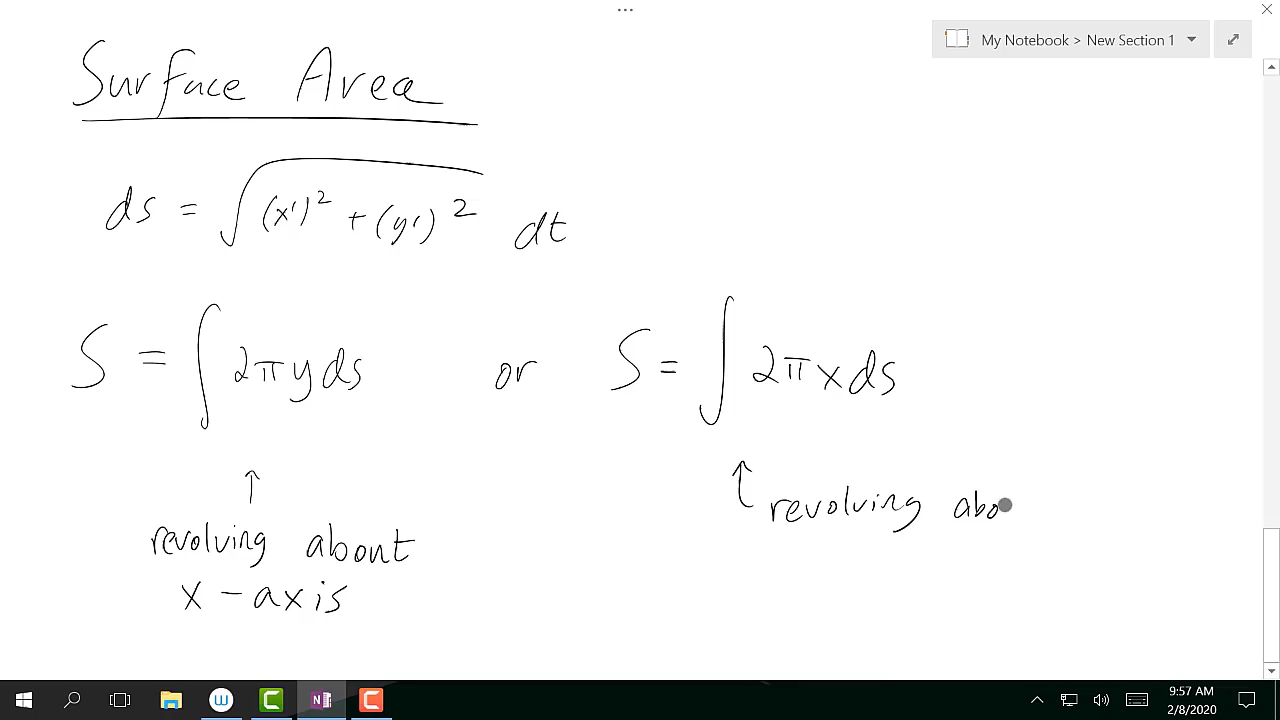 ...
My Notebook > New Section 1
Surface Area
ds = √((x')² + (y')²) dt
S = ∫ 2πy ds or S = ∫ 2πx ds
↑ ↑ revolving abo
revolving about
x-axis
W
C
N
C
9:57 AM
2/8/2020